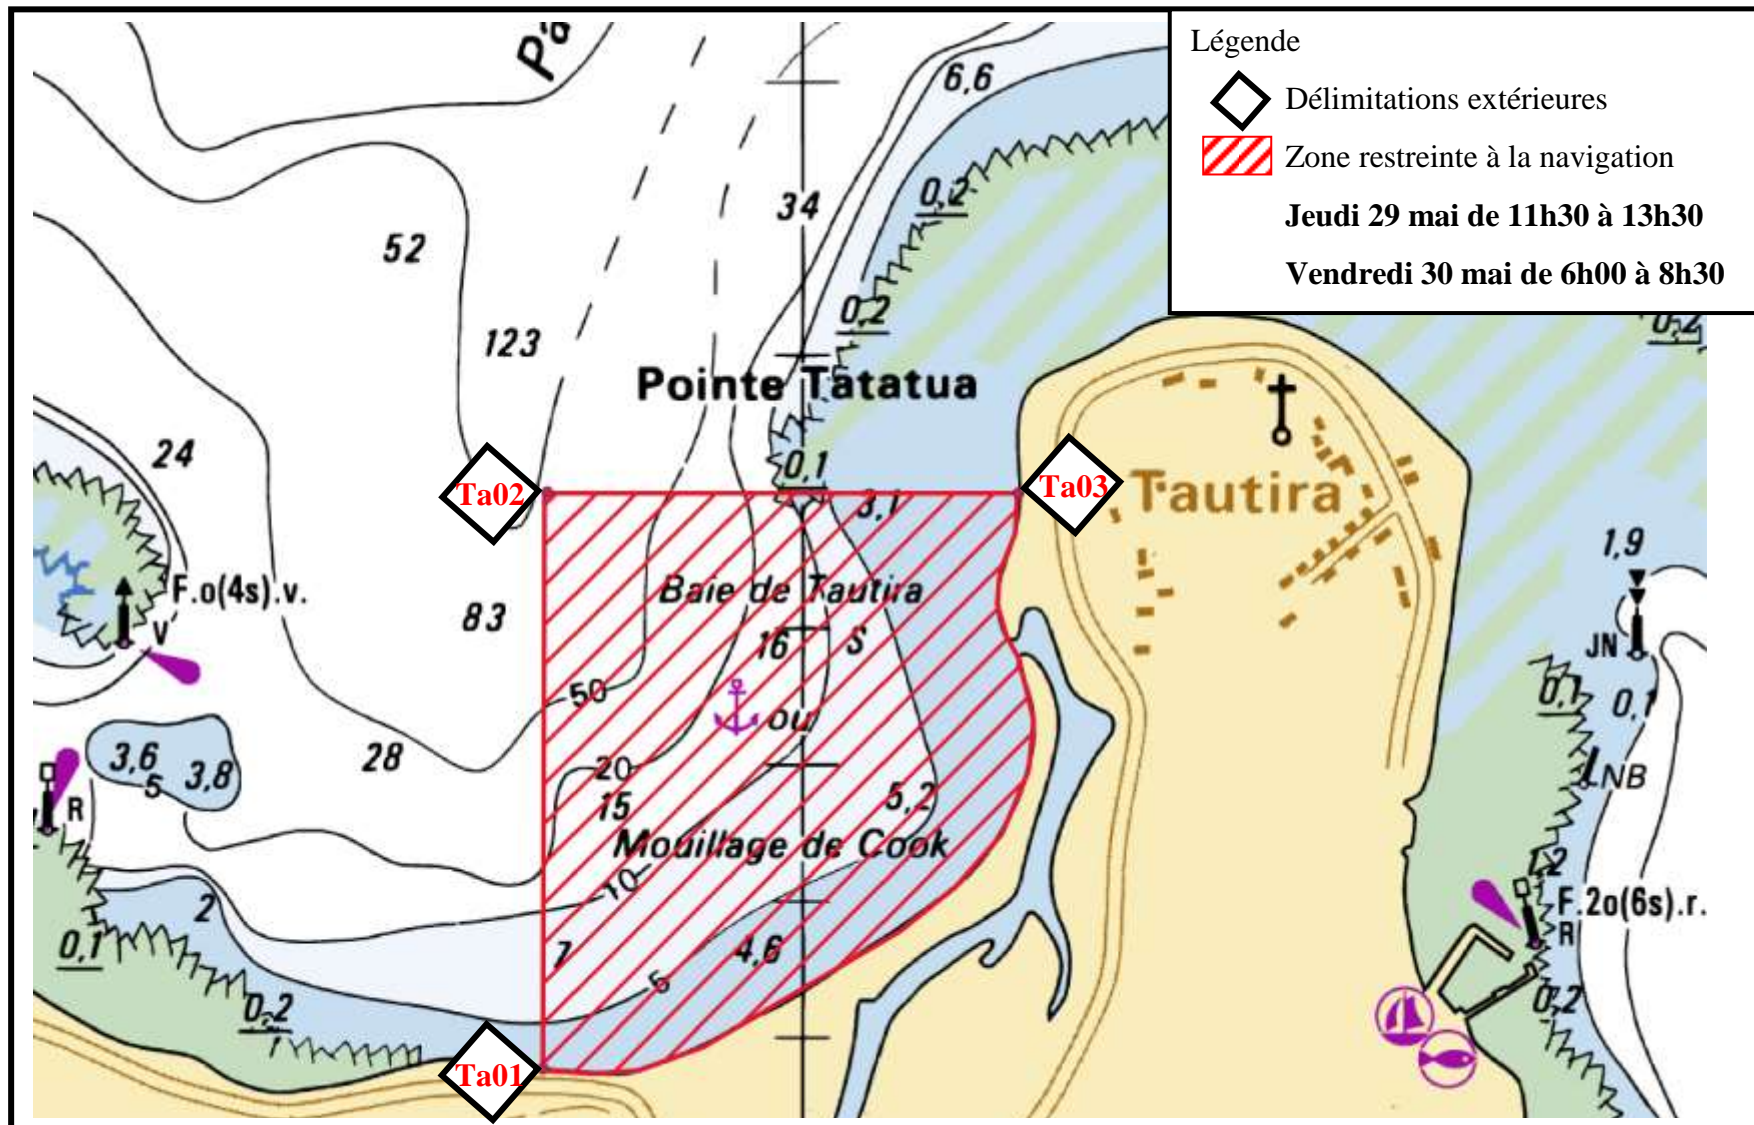 Légende
Délimitations extérieures
Zone restreinte à la navigation
Jeudi 29 mai de 11h30 à 13h30
Vendredi 30 mai de 6h00 à 8h30
6,6
0,2
34
52
0,2
0,2
123
Pointe Tatatua
24
0,1
Ta02
Ta03
Tautira
3,1
1,9
F.o(4s).v.
V
83
Baie de Tautira
16
S
JN
0,1
0,1
50
ou
3,6
3,8
5
28
20
15
5,2
NB
R
Mouillage de Cook
10
1,2
2
F.2o(6s).r.
R
0,1
7
4,6
5
0,2
0,2
Ta01